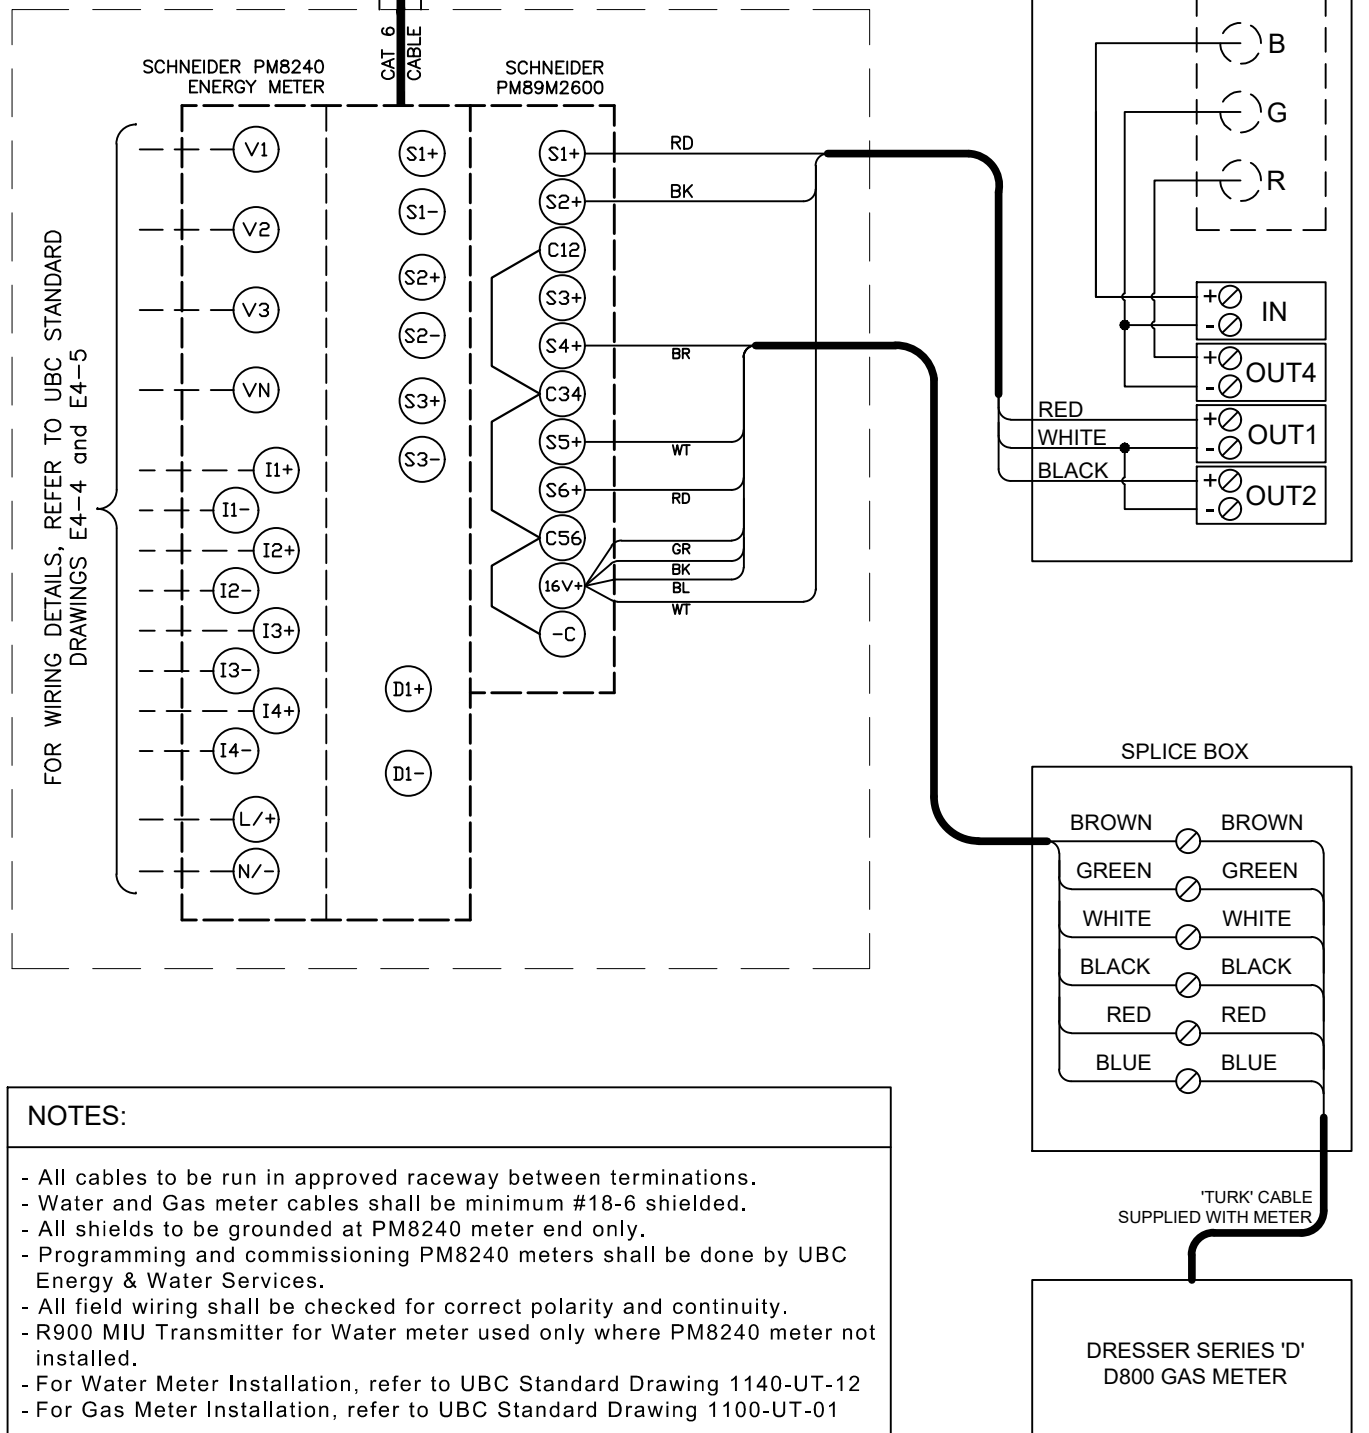 CAT 6
CABLE
SCHNEIDER PM8240
ENERGY METER
SCHNEIDER
PM89M2600
FOR WIRING DETAILS, REFER TO UBC STANDARD
DRAWINGS E4-4 and E4-5
V1
V2
V3
VN
I1+
I1-
I2+
I2-
I3+
I3-
I4+
I4-
L/+
N/-
S1+
S1-
S2+
S2-
S3+
S3-
D1+
D1-
S1+
S2+
C12
S3+
S4+
C34
S5+
S6+
C56
16V+
-C
RD
BK
BR
WT
RD
GR
BK
BL
WT
B
G
R
+
-
IN
+
-
OUT4
+
-
OUT1
+
-
OUT2
RED
WHITE
BLACK
SPLICE BOX
BROWN BROWN
GREEN GREEN
WHITE WHITE
BLACK BLACK
RED RED
BLUE BLUE
'TURK' CABLE
SUPPLIED WITH METER
DRESSER SERIES 'D'
D800 GAS METER
NOTES:
- All cables to be run in approved raceway between terminations.
- Water and Gas meter cables shall be minimum #18-6 shielded.
- All shields to be grounded at PM8240 meter end only.
- Programming and commissioning PM8240 meters shall be done by UBC
Energy & Water Services.
- All field wiring shall be checked for correct polarity and continuity.
- R900 MIU Transmitter for Water meter used only where PM8240 meter not
installed.
- For Water Meter Installation, refer to UBC Standard Drawing 1140-UT-12
- For Gas Meter Installation, refer to UBC Standard Drawing 1100-UT-01